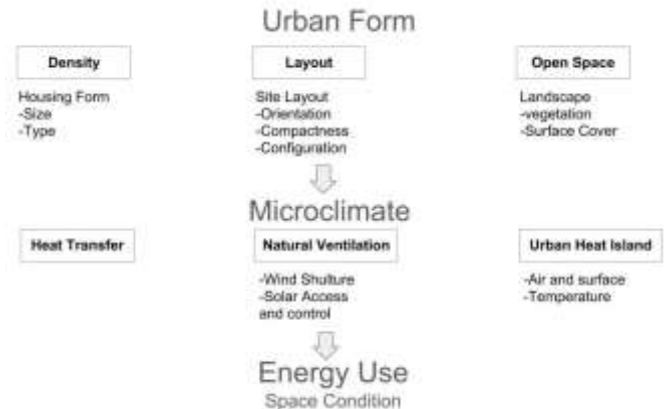 Urban Form
Density
Layout
Open Space
Housing Form
-Size
-Type
Site Layout
-Orientation
-Compactness
-Configuration
Landscape
-vegetation
-Surface Cover
Microclimate
Heat Transfer
Natural Ventilation
Urban Heat Island
-Wind Shulture
-Solar Access
and control
-Air and surface
-Temperature
Energy Use
Space Condition